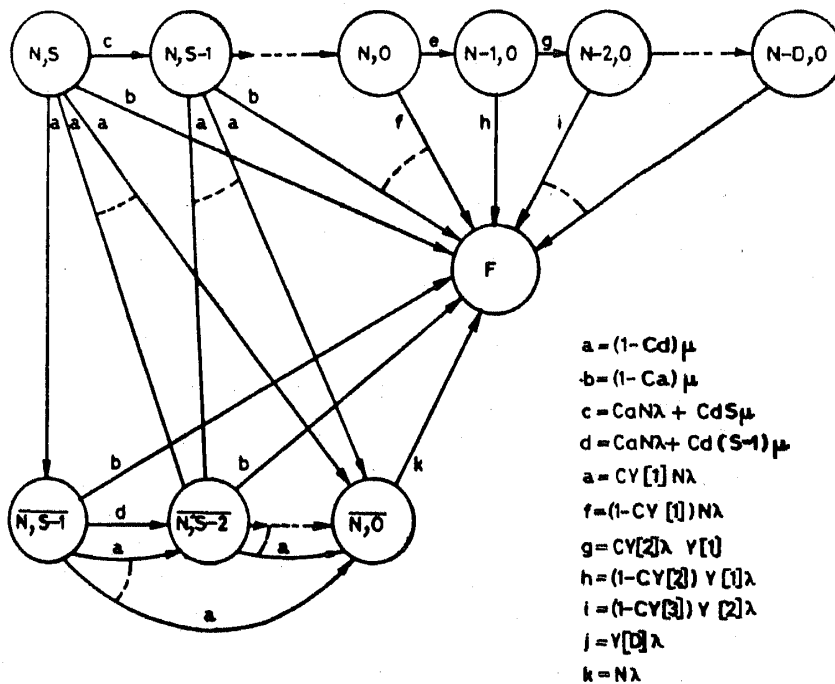 N,S c N,S-1 N,0 e N-1,0 g N-2,0 N-D,0
b b f h i
a a a a a
F
b b k
N,S-1 d N,S-2 N,0
a a
a
a=(1-Cd)μ
b=(1-Ca)μ
c=CaNλ + CdSμ
d=CaNλ+ Cd(S-1)μ
a=CY[1]Nλ
f=(1-CY[1])Nλ
g=CY[2]λ Y[1]
h=(1-CY[2]) Y[1]λ
i=(1-CY[3]) Y[2]λ
j=Y[D]λ
k=Nλ